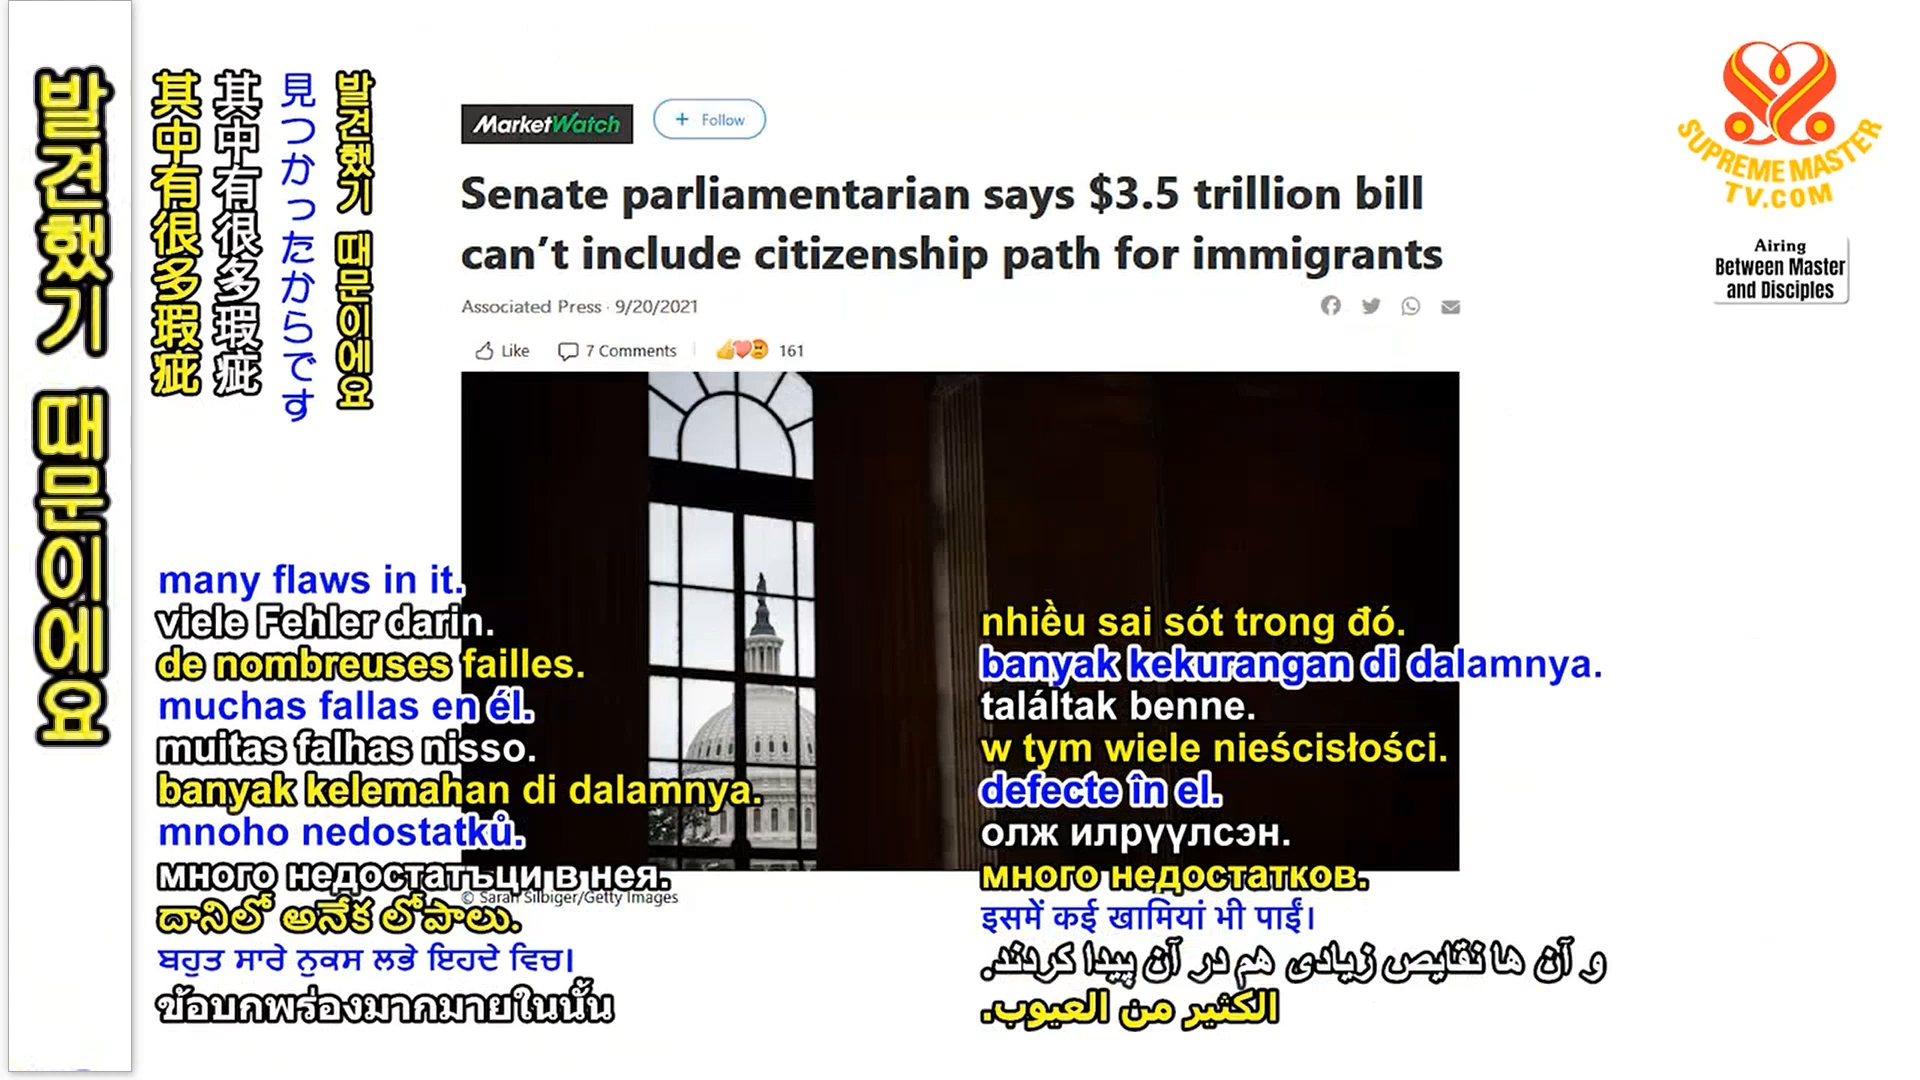 발견했기 때문이에요
其中有很多瑕疵
其中有很多瑕疵
見つかったからです
발견했기 때문이에요
MarketWatch
+ Follow
Senate parliamentarian says $3.5 trillion bill
can’t include citizenship path for immigrants
Associated Press · 9/20/2021
Like
7 Comments
161
SUPREME MASTER
TV.COM
Airing
Between Master
and Disciples
many flaws in it.
viele Fehler darin.
de nombreuses failles.
muchas fallas en él.
muitas falhas nisso.
banyak kelemahan di dalamnya.
mnoho nedostatků.
много недостатъци в нея.
© Sarah Silbiger/Getty Images
దానిలో అనేక లోపాలు.
ਬਹੁਤ ਸਾਰੇ ਨੁਕਸ ਲਭੇ ਇਹਦੇ ਵਿਚ।
ข้อบกพร่องมากมายในนั้น
nhiều sai sót trong đó.
banyak kekurangan di dalamnya.
találtak benne.
w tym wiele nieścisłości.
defecte în el.
олж илрүүлсэн.
много недостатков.
इसमें कई खामियां भी पाईं।
و آن ها نقایص زیادی هم در آن پیدا کردند.
الكثير من العيوب.